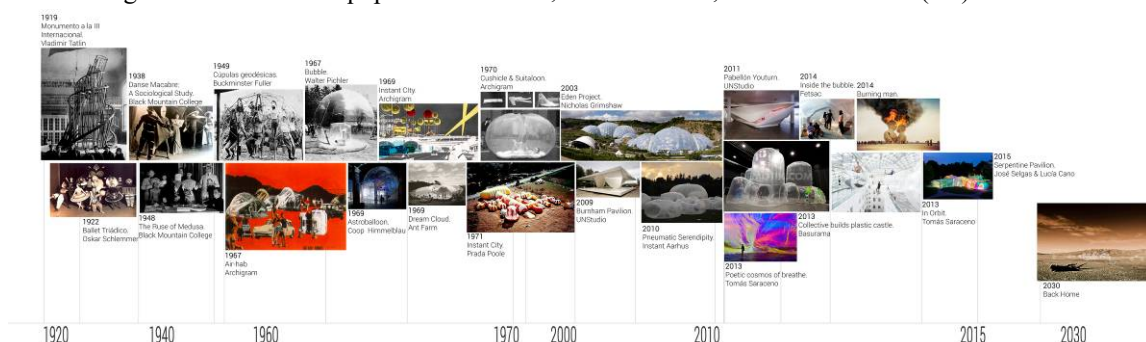 1919
Monumento a la III
Internacional.
Vladimir Tatlin
1938
Danse Macabre:
A Sociological Study.
Black Mountain College
1949
Cúpulas geodésicas.
Buckminster Fuller
1967
Bubble.
Walter Pichler
1969
Instant City.
Archigram
1970
Cushicle & Suitaloon.
Archigram
2003
Eden Project.
Nicholas Grimshaw
2011
Pabellón Youturn.
UNStudio
2014
Inside the bubble.
Fetsac
2014
Burning man.
1922
Ballet Triádico.
Oskar Schlemmer
1948
The Ruse of Medusa.
Black Mountain College
1967
Air-hab
Archigram
1969
Astroballoon.
Coop Himmelblau
1969
Dream Cloud.
Ant Farm
1971
Instant City.
Prada Poole
2009
Burnham Pavilion.
UNStudio
2010
Pneumatic Serendipity.
Instant Aarhus
2013
Poetic cosmos of breathe.
Tomás Saraceno
2013
Collective builds plastic castle.
Basurama
2013
In Orbit.
Tomás Saraceno
2015
Serpentine Pavilion.
José Selgas & Lucía Cano
2030
Back Home
1920
1940
1960
1970
2000
2010
2015
2030